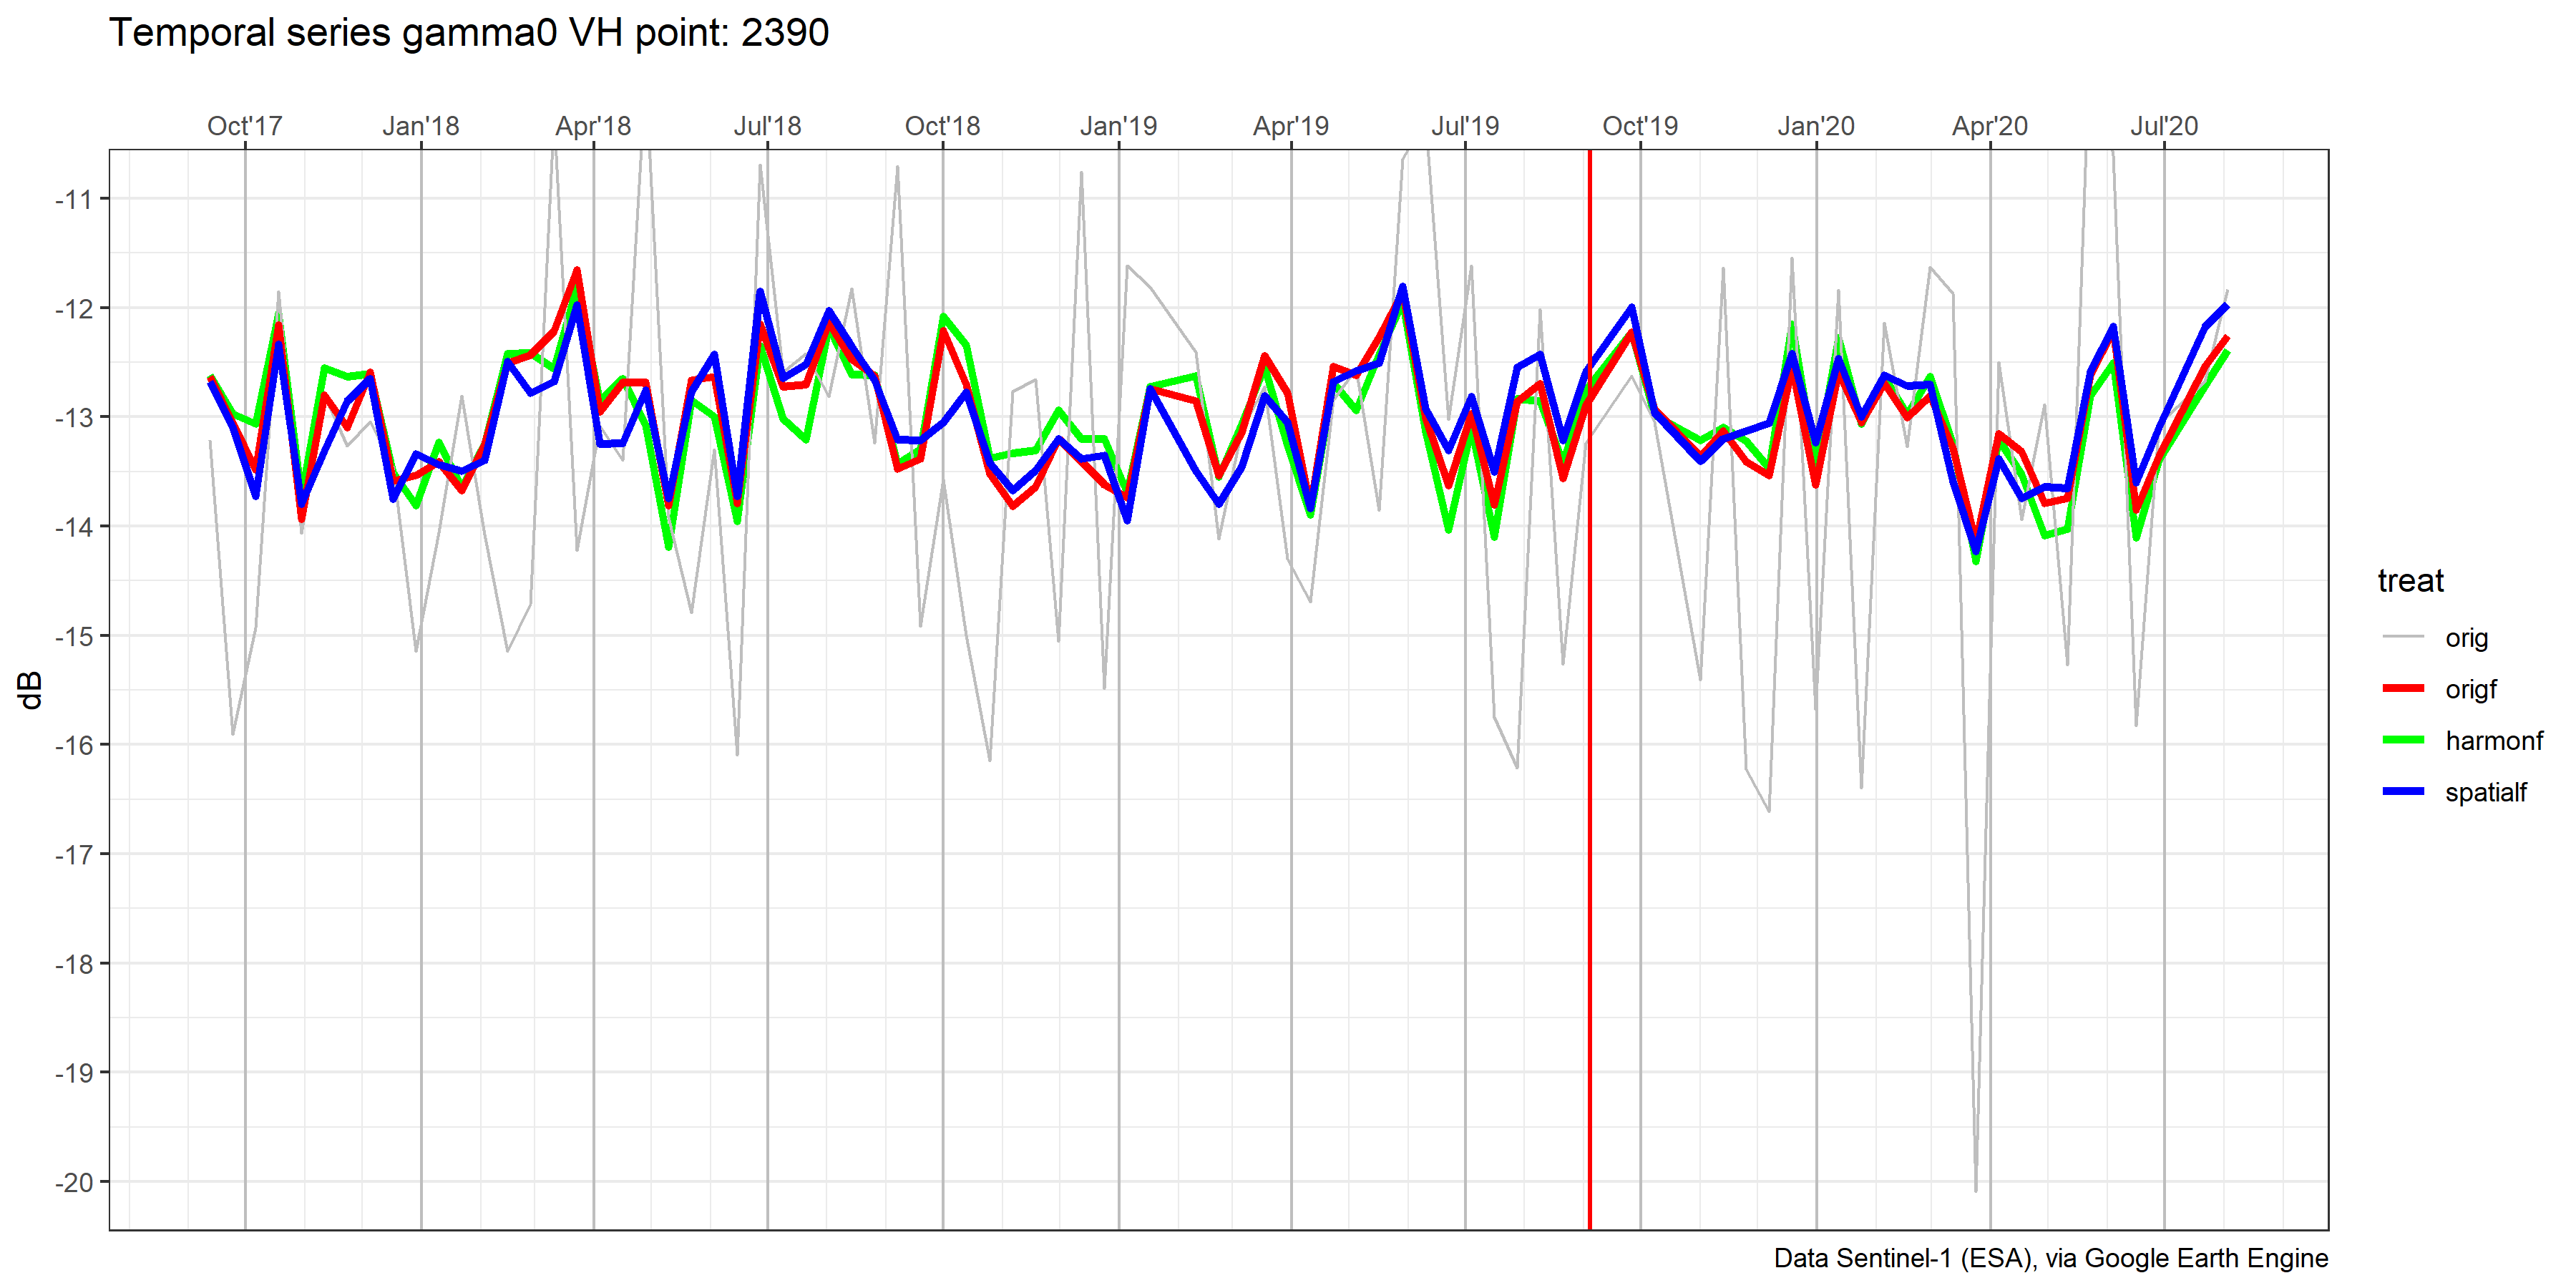 Temporal series gamma0 VH point: 2390
Oct'17 Jan'18 Apr'18 Jul'18 Oct'18 Jan'19 Apr'19 Jul'19 Oct'19 Jan'20 Apr'20 Jul'20
-11
-12
-13
-14
-15
-16
-17
-18
-19
-20
dB
treat
orig
origf
harmonf
spatialf
Data Sentinel-1 (ESA), via Google Earth Engine